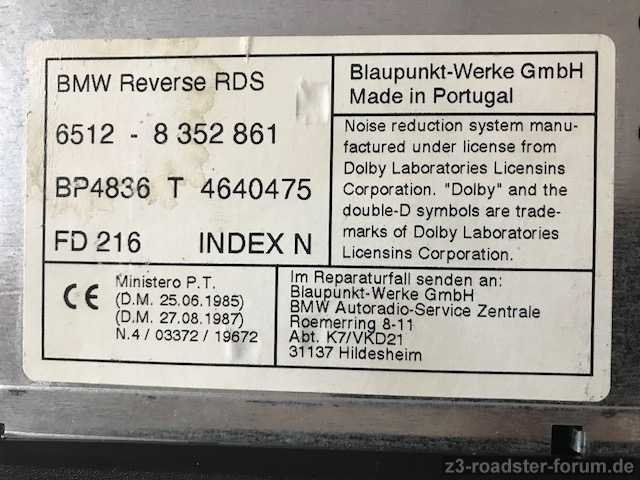 BMW Reverse RDS
6512 - 8 352 861
BP4836 T 4640475
FD 216 INDEX N
Blaupunkt-Werke GmbH
Made in Portugal
Noise reduction system manu-
factured under license from
Dolby Laboratories Licensins
Corporation. "Dolby" and the
double-D symbols are trade-
marks of Dolby Laboratories
Licensins Corporation.
CE
Ministero P.T.
(D.M. 25.06.1985)
(D.M. 27.08.1987)
N.4 / 03372 / 19672
Im Reparaturfall senden an:
Blaupunkt-Werke GmbH
BMW Autoradio-Service Zentrale
Roemerring 8-11
Abt. K7/VKD21
31137 Hildesheim
z3-roadster-forum.de